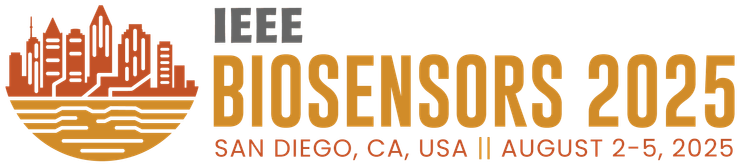 IEEE
BIOSENSORS 2025
SAN DIEGO, CA, USA || AUGUST 2-5, 2025